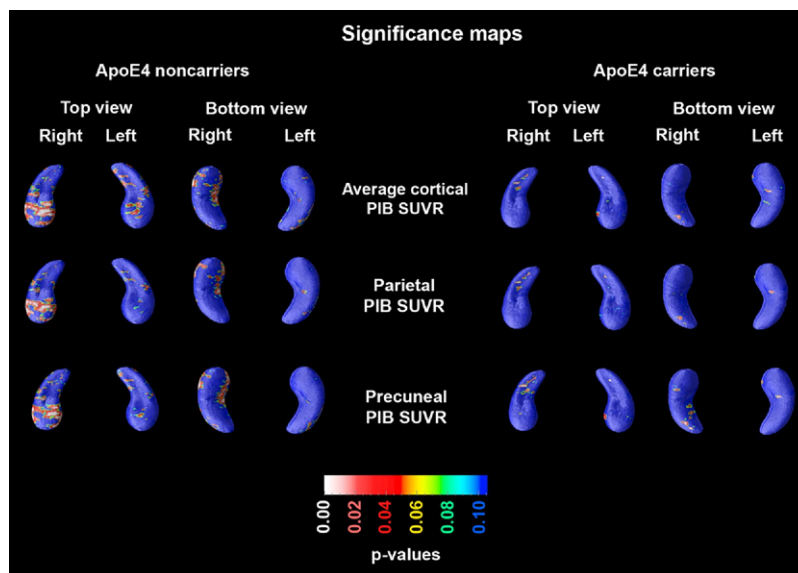 Significance maps
ApoE4 noncarriers
ApoE4 carriers
Top view
Bottom view
Top view
Bottom view
Right
Left
Right
Left
Right
Left
Right
Left
Average cortical
PIB SUVR
Parietal
PIB SUVR
Precuneal
PIB SUVR
0.00
0.02
0.04
0.06
0.08
0.10
p-values